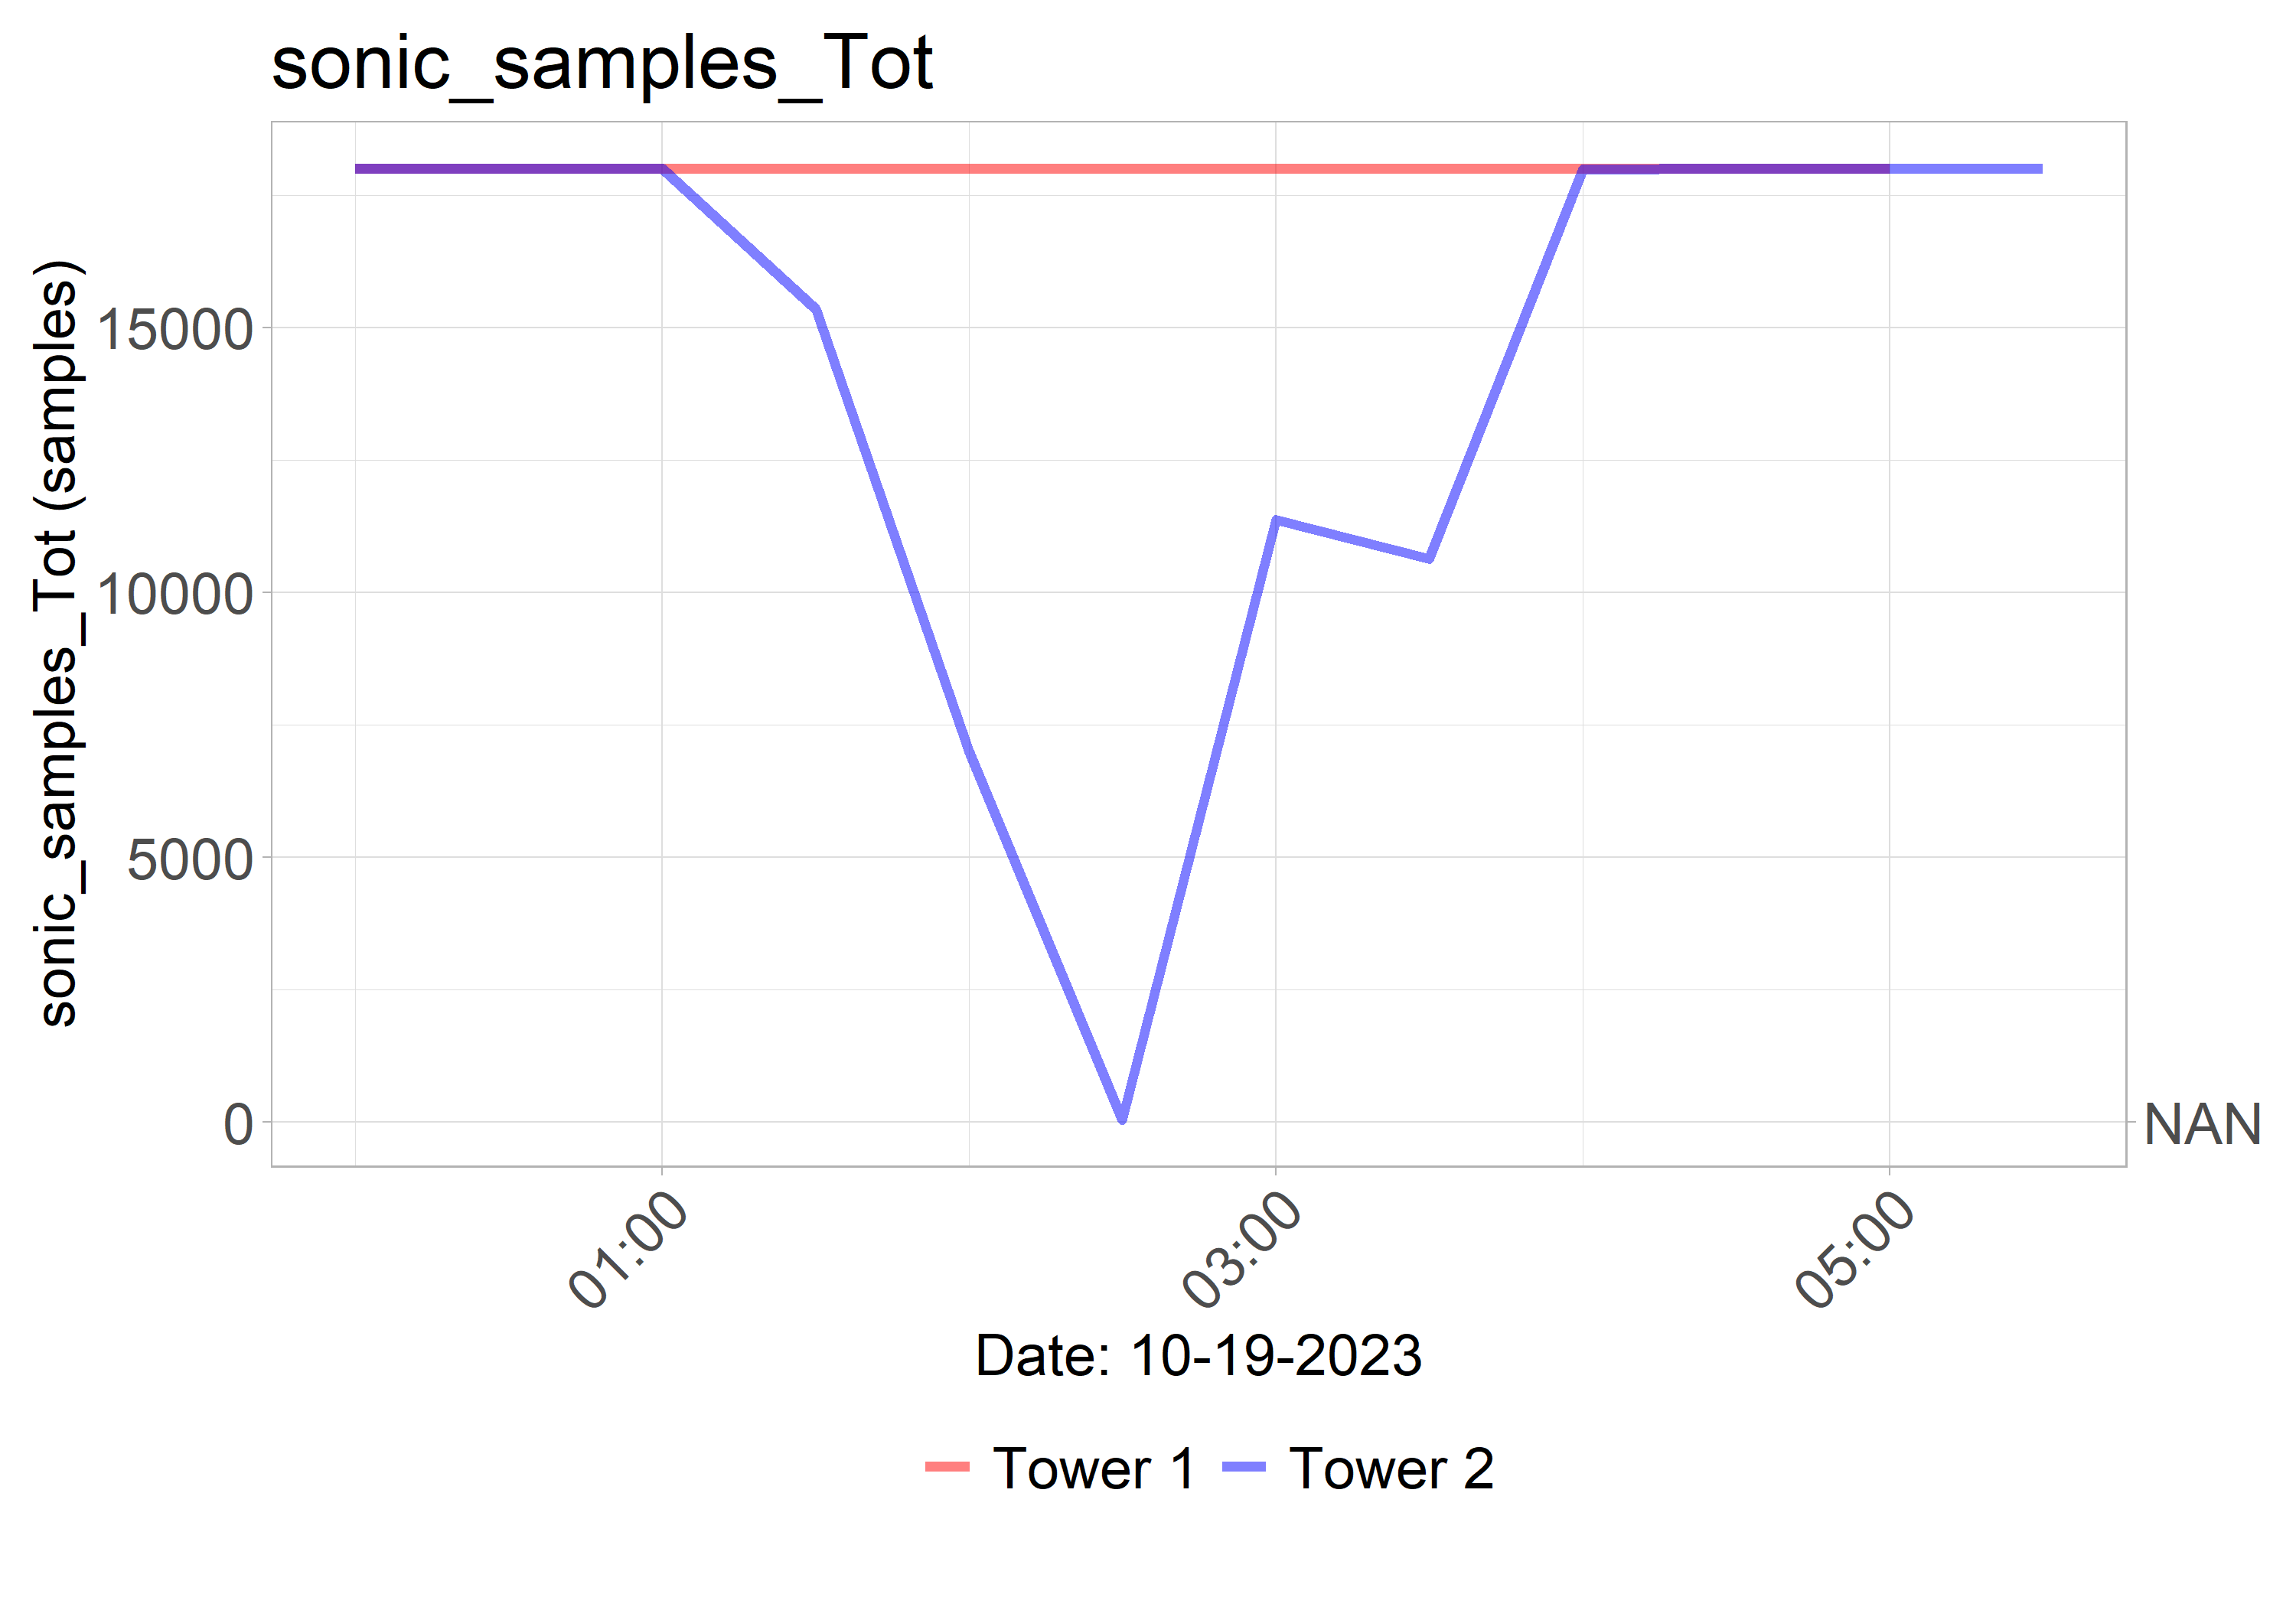 sonic_samples_Tot
sonic_samples_Tot (samples)
15000
10000
5000
0
NAN
01:00
03:00
05:00
Date: 10-19-2023
Tower 1
Tower 2